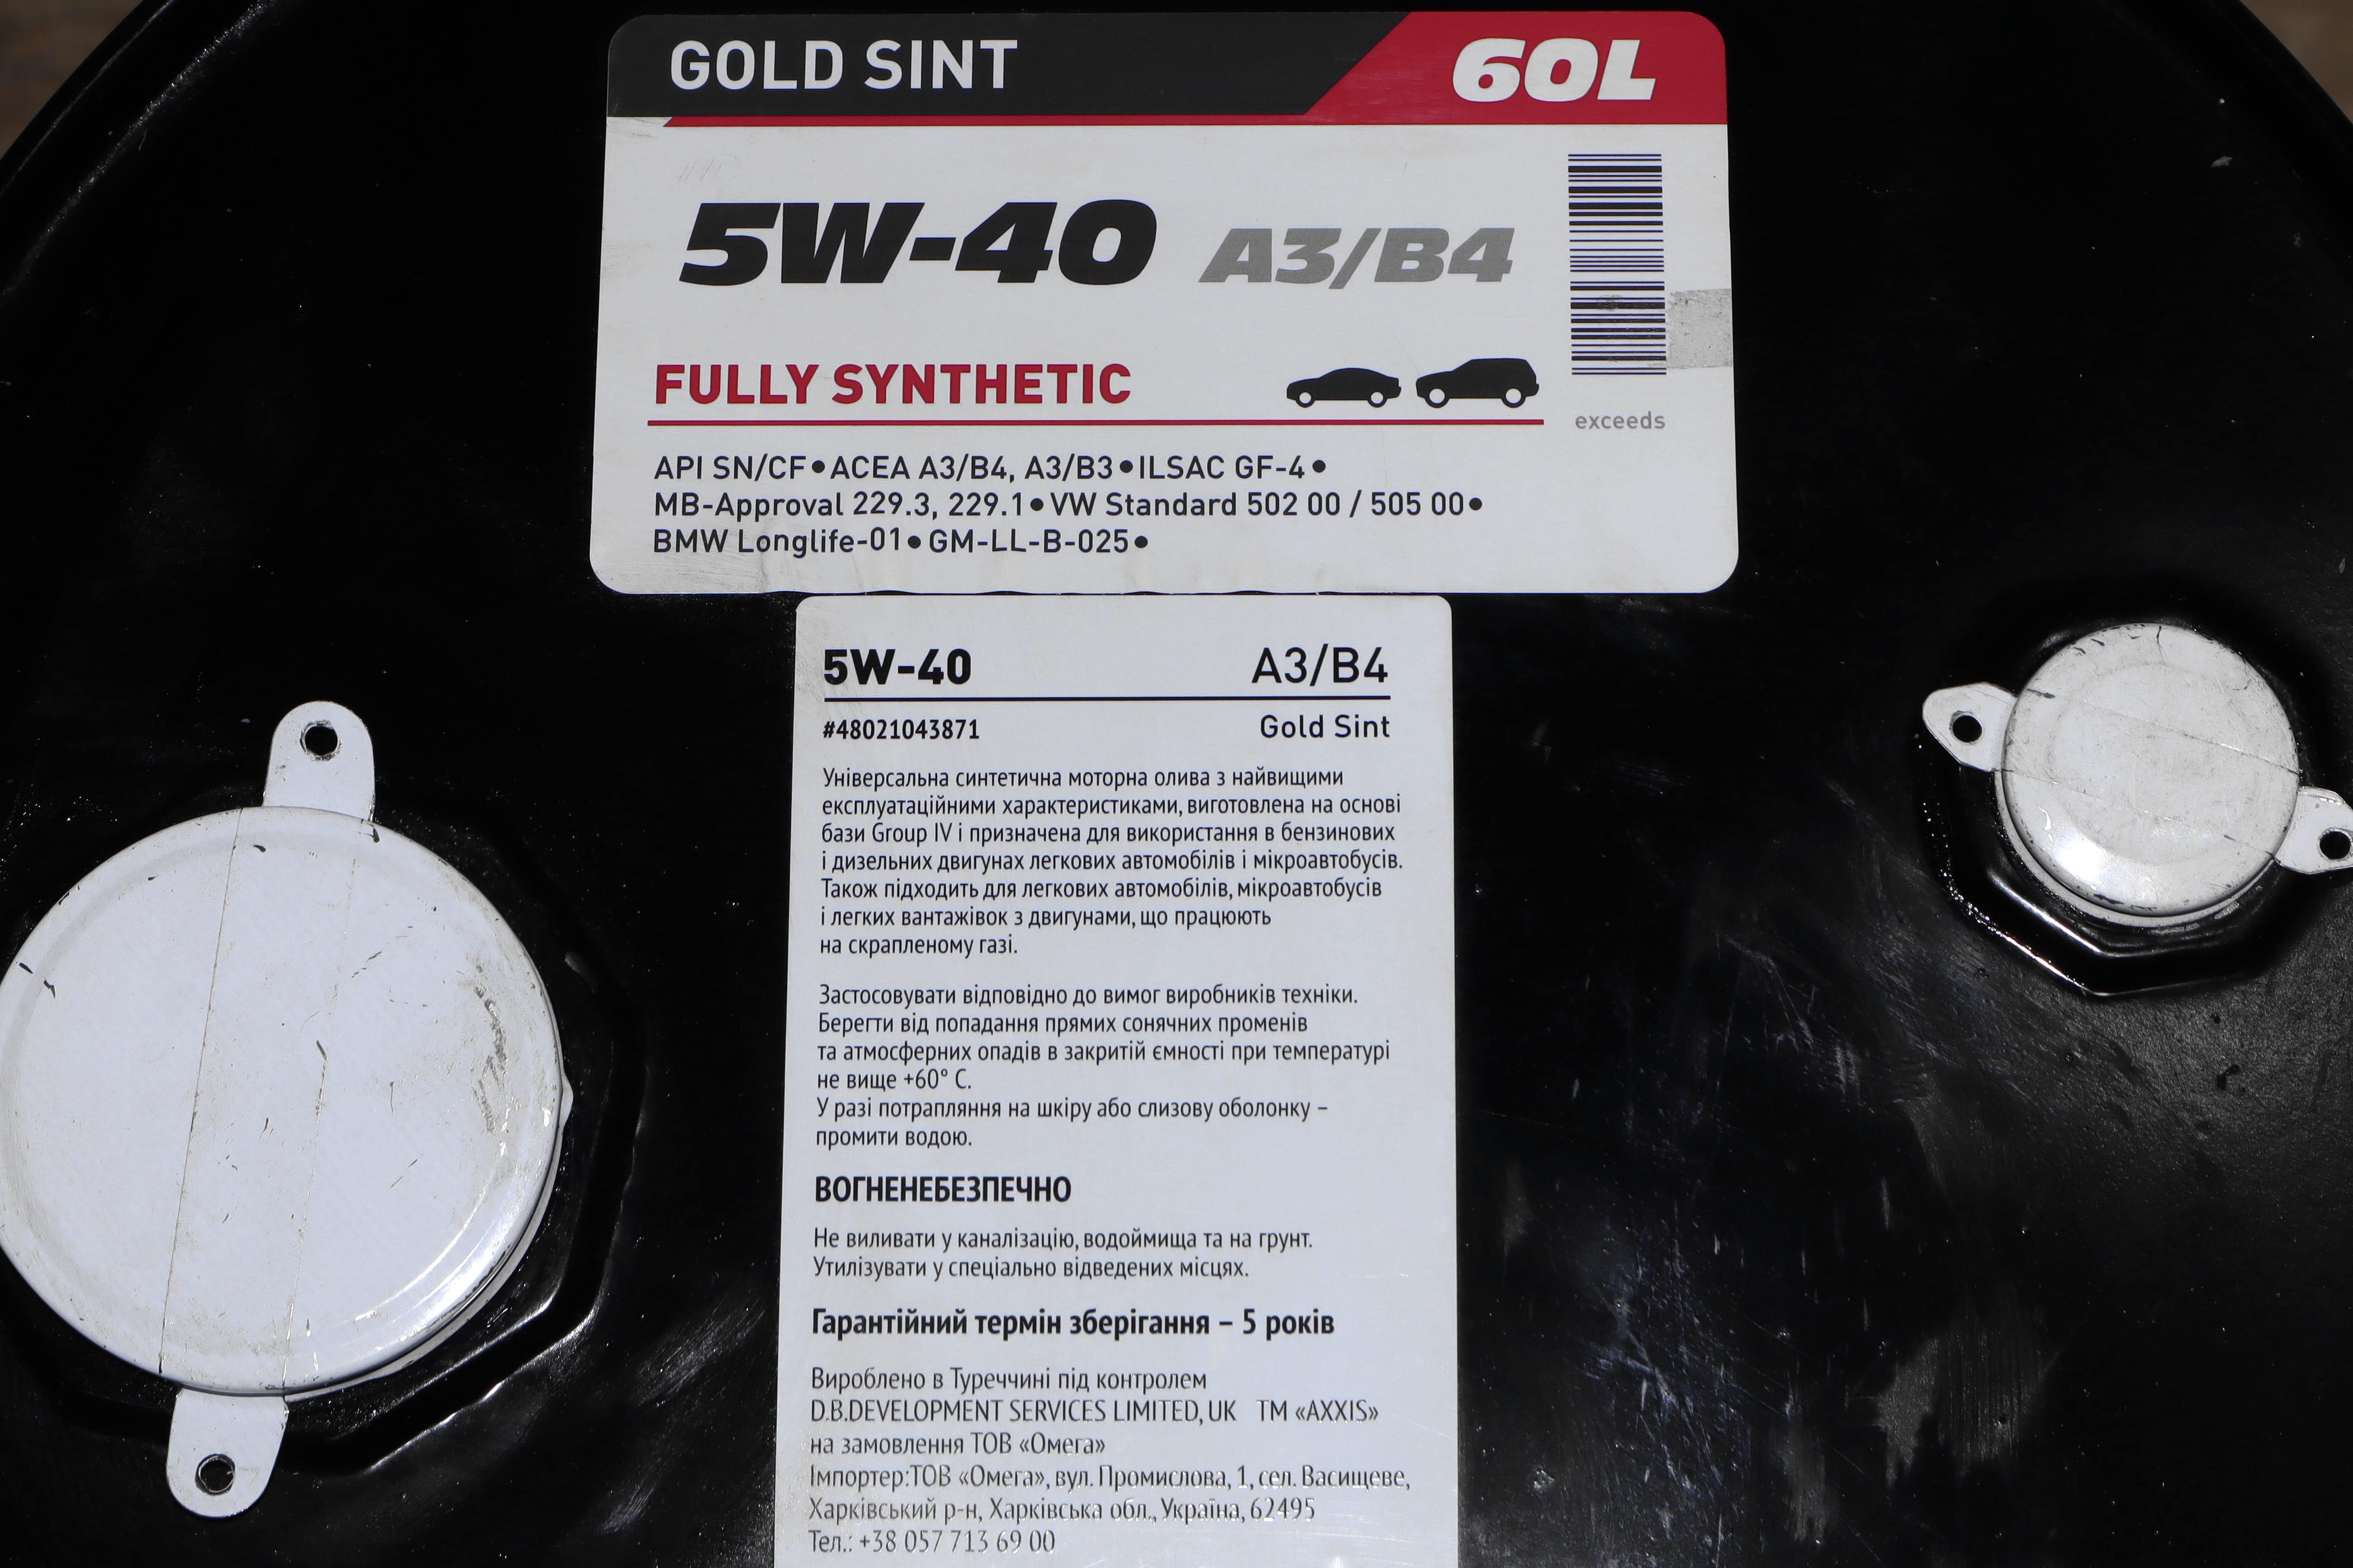 GOLD SINT 60L
5W-40 A3/B4
FULLY SYNTHETIC
exceeds
API SN/CF•ACEA A3/B4, A3/B3•ILSAC GF-4•
MB-Approval 229.3, 229.1•VW Standard 502 00 / 505 00•
BMW Longlife-01•GM-LL-B-025•
5W-40 A3/B4
#48021043871 Gold Sint
Універсальна синтетична моторна олива з найвищими
експлуатаційними характеристиками, виготовлена на основі
бази Group IV і призначена для використання в бензинових
і дизельних двигунах легкових автомобілів і мікроавтобусів.
Також підходить для легкових автомобілів, мікроавтобусів
і легких вантажівок з двигунами, що працюють
на скрапленому газі.
Застосовувати відповідно до вимог виробників техніки.
Берегти від попадання прямих сонячних променів
та атмосферних опадів в закритій ємності при температурі
не вище +60° С.
У разі потрапляння на шкіру або слизову оболонку –
промити водою.
ВОГНЕНЕБЕЗПЕЧНО
Не виливати у каналізацію, водоймища та на грунт.
Утилізувати у спеціально відведених місцях.
Гарантійний термін зберігання – 5 років
Вироблено в Туреччині під контролем
D.B.DEVELOPMENT SERVICES LIMITED, UK ТМ «AXXIS»
на замовлення ТОВ «Омега»
Імпортер:ТОВ «Омега», вул. Промислова, 1, сел. Васищеве,
Харківський р-н, Харківська обл., Україна, 62495
Тел.: +38 057 713 69 00